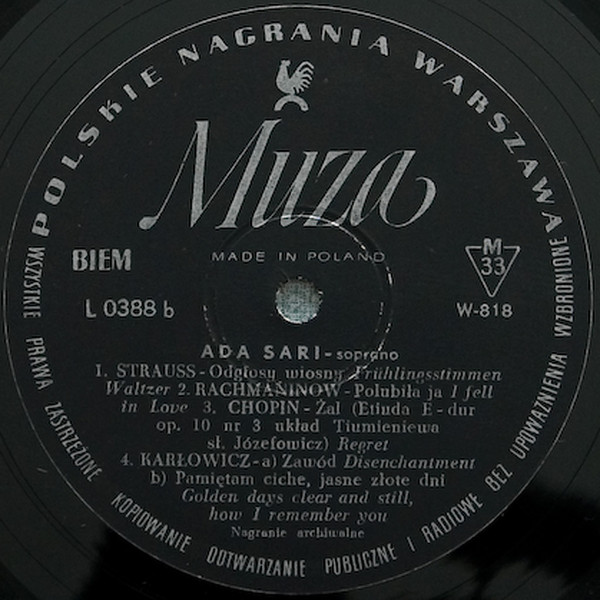 POLSKIE NAGRANIA WARSZAWA
Muza
MADE IN POLAND
BIEM
L 0388 b
M
33
W-818
ADA SARI - soprano
1. STRAUSS - Odgłosy wiosny Frühlingsstimmen
Waltzer 2. RACHMANINOW - Polubiła ja I fell
in Love 3. CHOPIN - Żal (Etiuda E-dur
op. 10 nr 3 układ Tiumieniewa
sł. Józefowicz) Regret
4. KARŁOWICZ - a) Zawód Disenchantment
b) Pamiętam ciche, jasne złote dni
Golden days clear and still,
how I remember you
Nagranie archiwalne
WSZYSTKIE PRAWA ZASTRZEŻONE KOPIOWANIE DOTWARZANIE PUBLICZNE I RADIOWE BEZ UPOWAŻNIENIA WZBRONIONE